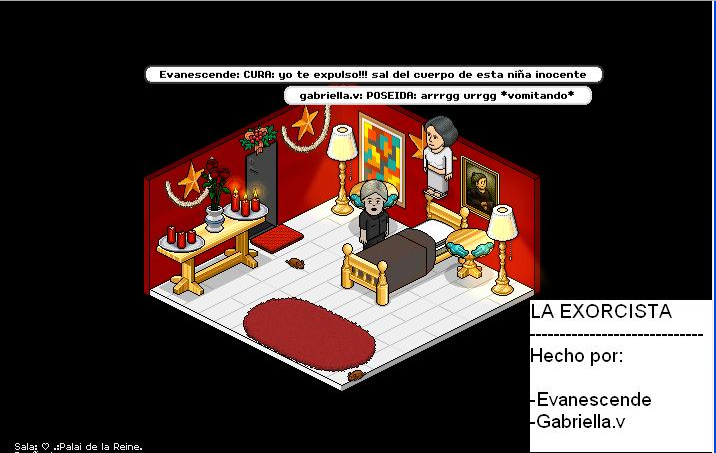 Evanescende: CURA: yo te expulso!!! sal del cuerpo de esta niña inocente
gabriella.v: POSEIDA: arrrgg urrgg *vomitando*
LA EXORCISTA
------------------------------
Hecho por:
-Evanescende
-Gabriella.v
Sala: ♡ .:Palai de la Reine.